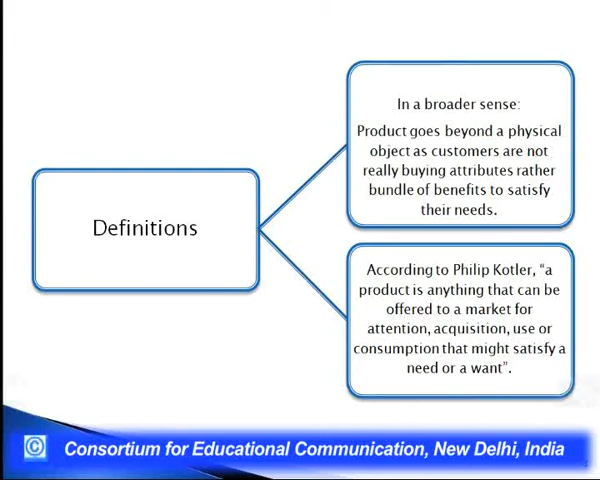 Definitions
In a broader sense:
Product goes beyond a physical
object as customers are not
really buying attributes rather
bundle of benefits to satisfy
their needs.
According to Philip Kotler, “a
product is anything that can be
offered to a market for
attention, acquisition, use or
consumption that might satisfy a
need or a want”.
© Consortium for Educational Communication, New Delhi, India